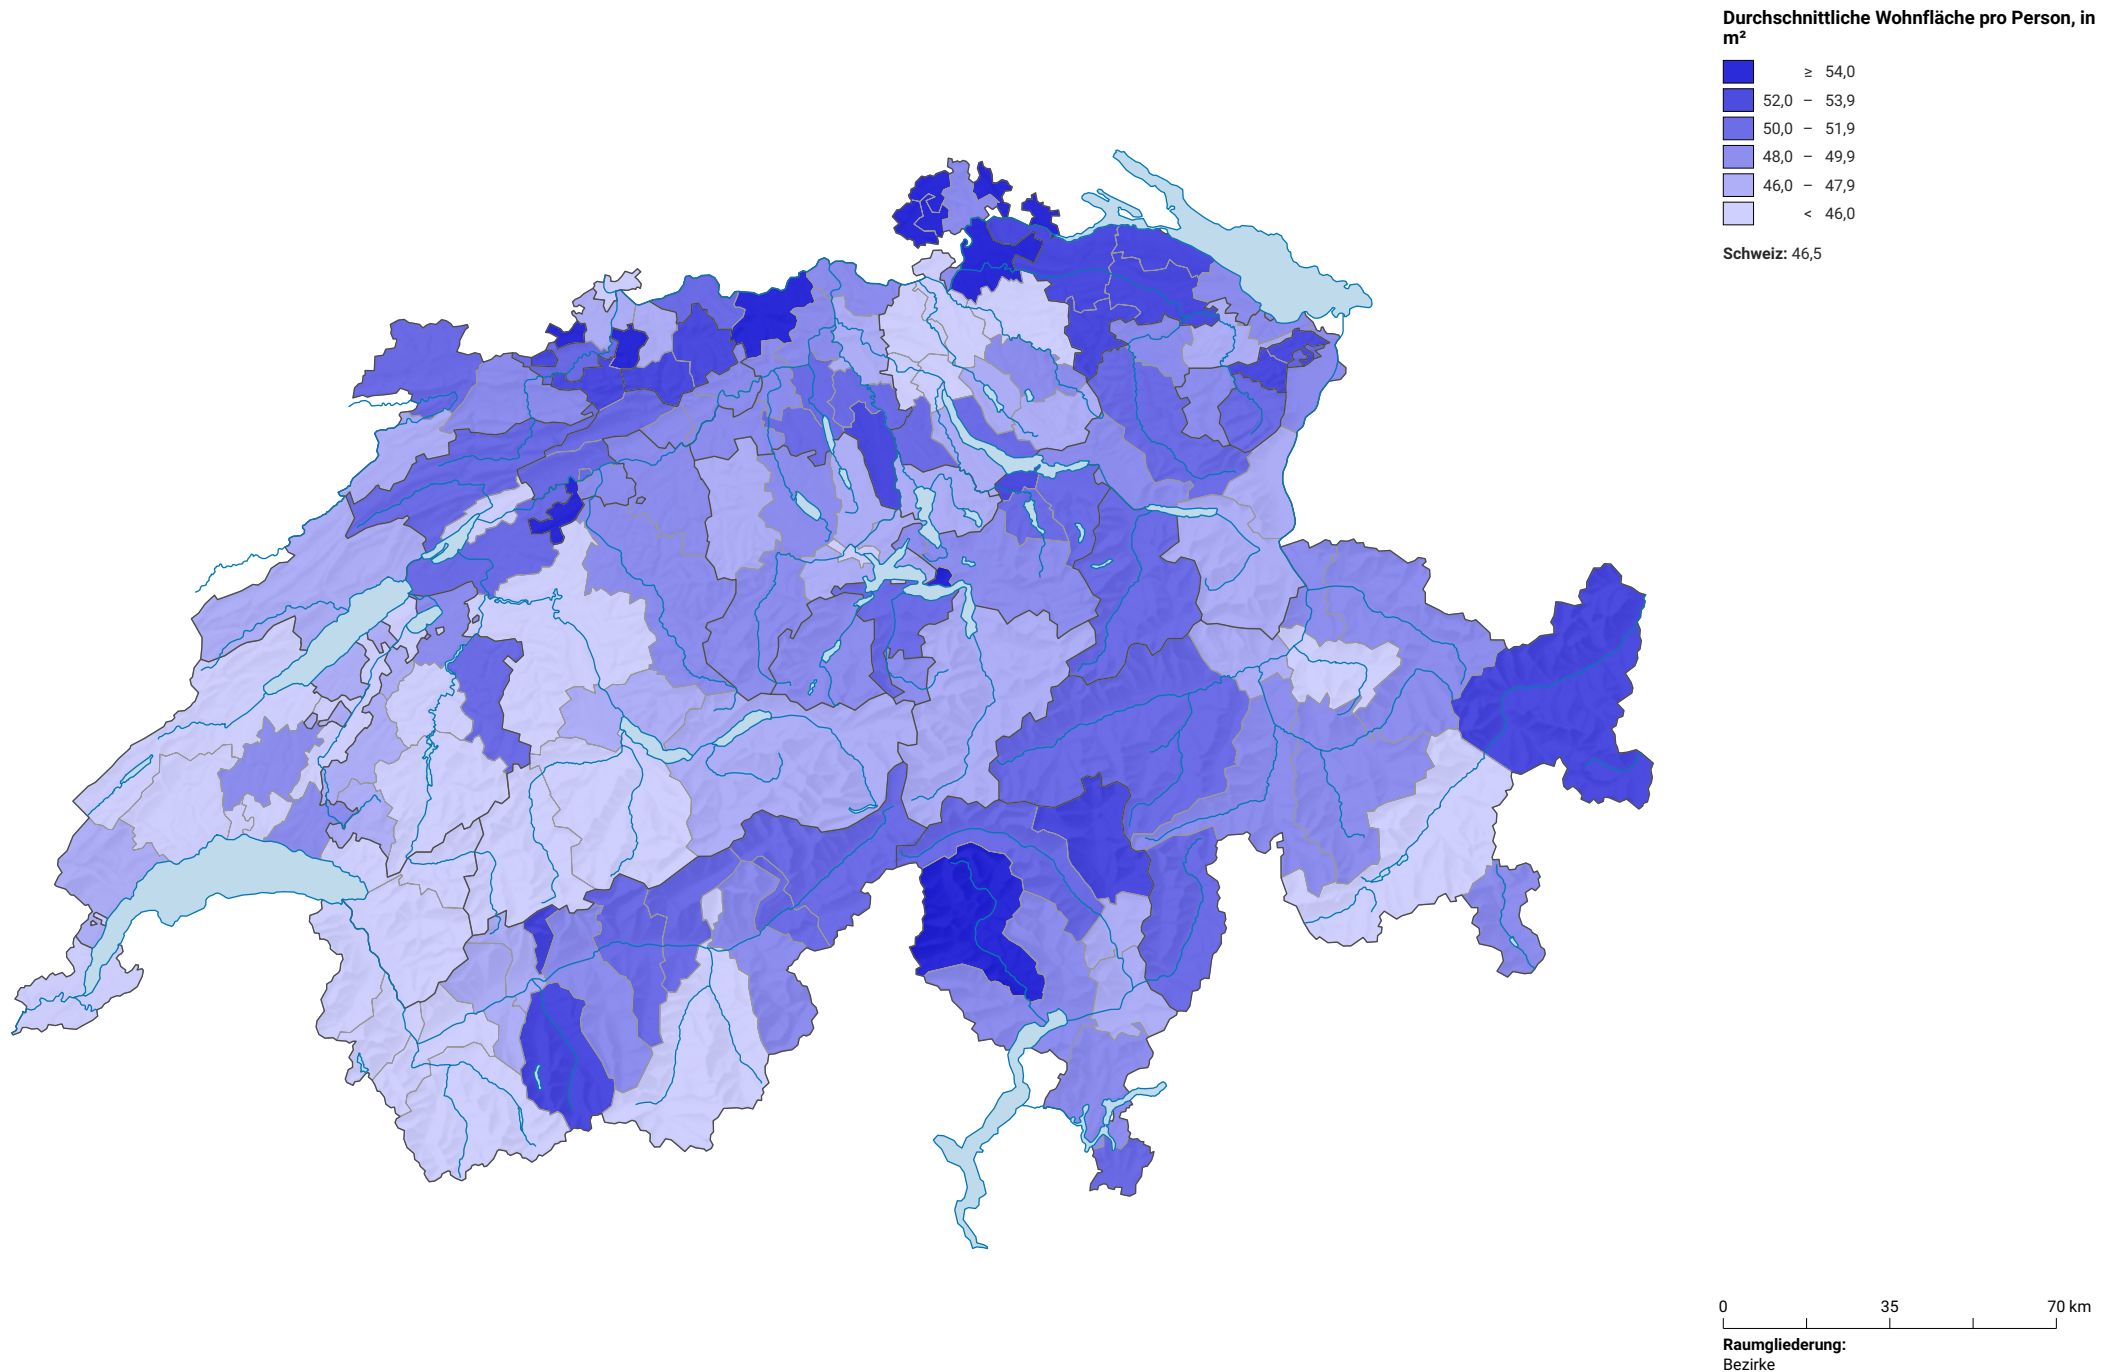 Durchschnittliche Wohnfläche pro Person, in
m²
≥ 54,0
52,0 – 53,9
50,0 – 51,9
48,0 – 49,9
46,0 – 47,9
< 46,0
Schweiz: 46,5
0 35 70 km
Raumgliederung:
Bezirke